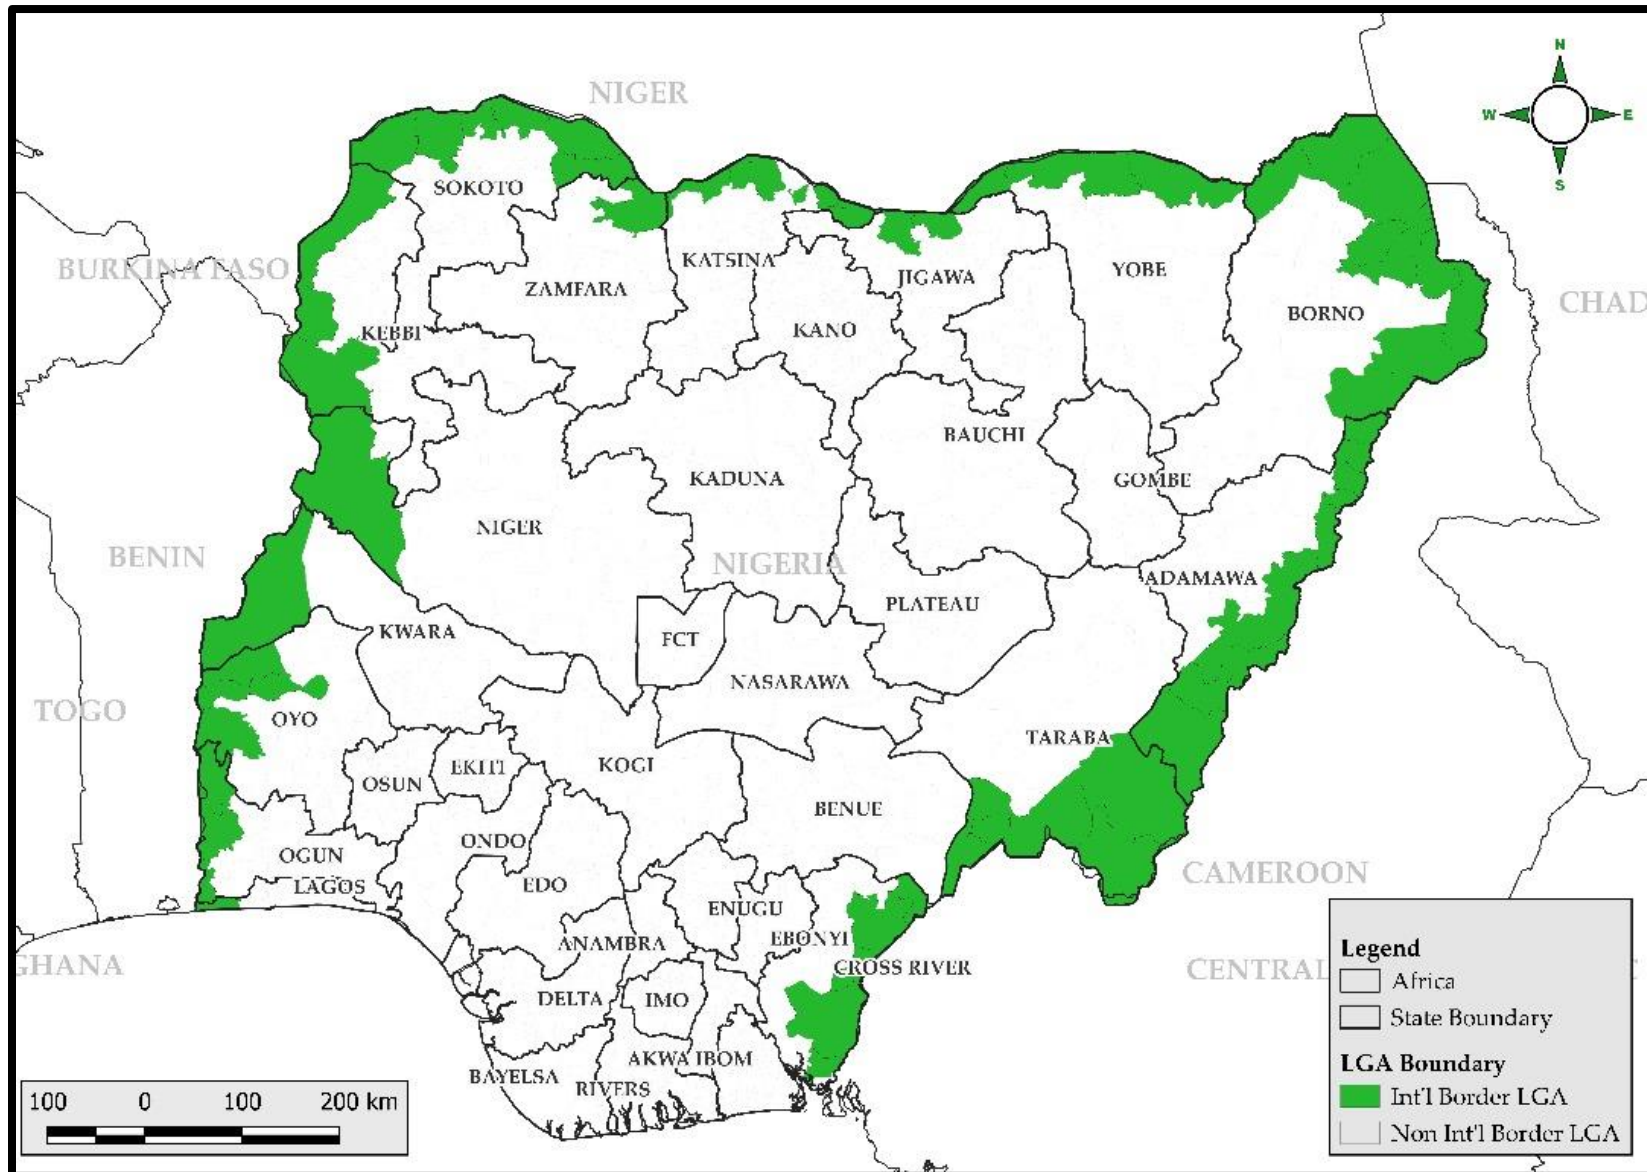 N
NIGER
W
E
S
SOKOTO
KATSINA
BURKINA FASO
ZAMFARA
JIGAWA
YOBE
CHAD
KEBBI
KANO
BORNO
BAUCHI
KADUNA
GOMBE
NIGER
BENIN
NIGERIA
ADAMAWA
PLATEAU
KWARA
FCT
NASARAWA
TOGO
OYO
TARABA
EKITI
KOGI
OSUN
BENUE
ONDO
OGUN
LAGOS
EDO
CAMEROON
ENUGU
EBONYI
ANAMBRA
GHANA
CROSS RIVER
CENTRAL
DELTA
IMO
AKWA IBOM
BAYELSA
RIVERS
Legend
Africa
State Boundary
LGA Boundary
Int'l Border LGA
Non Int'l Border LGA
100 0 100 200 km